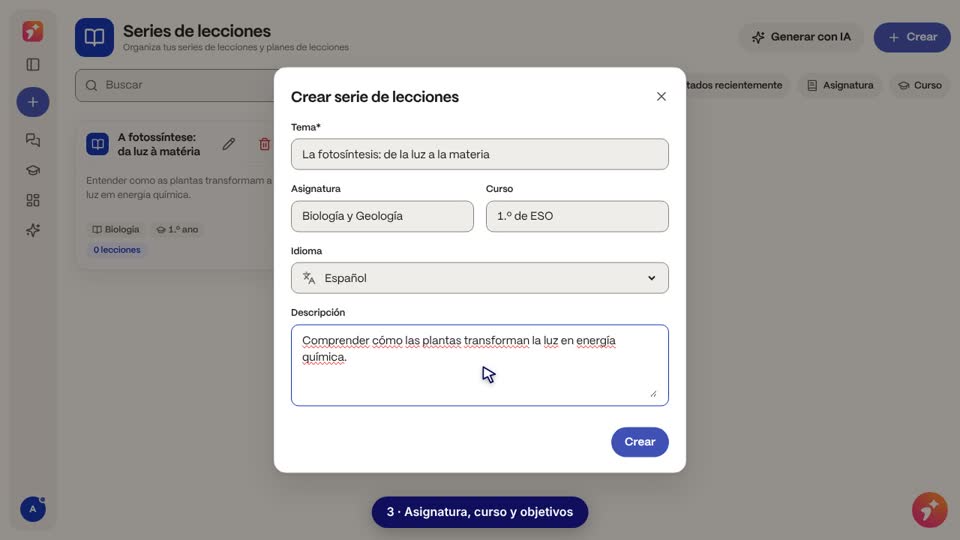 Series de lecciones
Organiza tus series de lecciones y planes de lecciones
Generar con IA
Crear
Buscar
tados recientemente
Asignatura
Curso
A fotossíntese:
da luz à matéria
Entender como as plantas transformam a
luz em energia química.
Biologia
1.º ano
0 lecciones
Crear serie de lecciones
Tema*
La fotosíntesis: de la luz a la materia
Asignatura
Curso
Biología y Geología
1.º de ESO
Idioma
Español
Descripción
Comprender cómo las plantas transforman la luz en energía
química.
Crear
A
3 · Asignatura, curso y objetivos